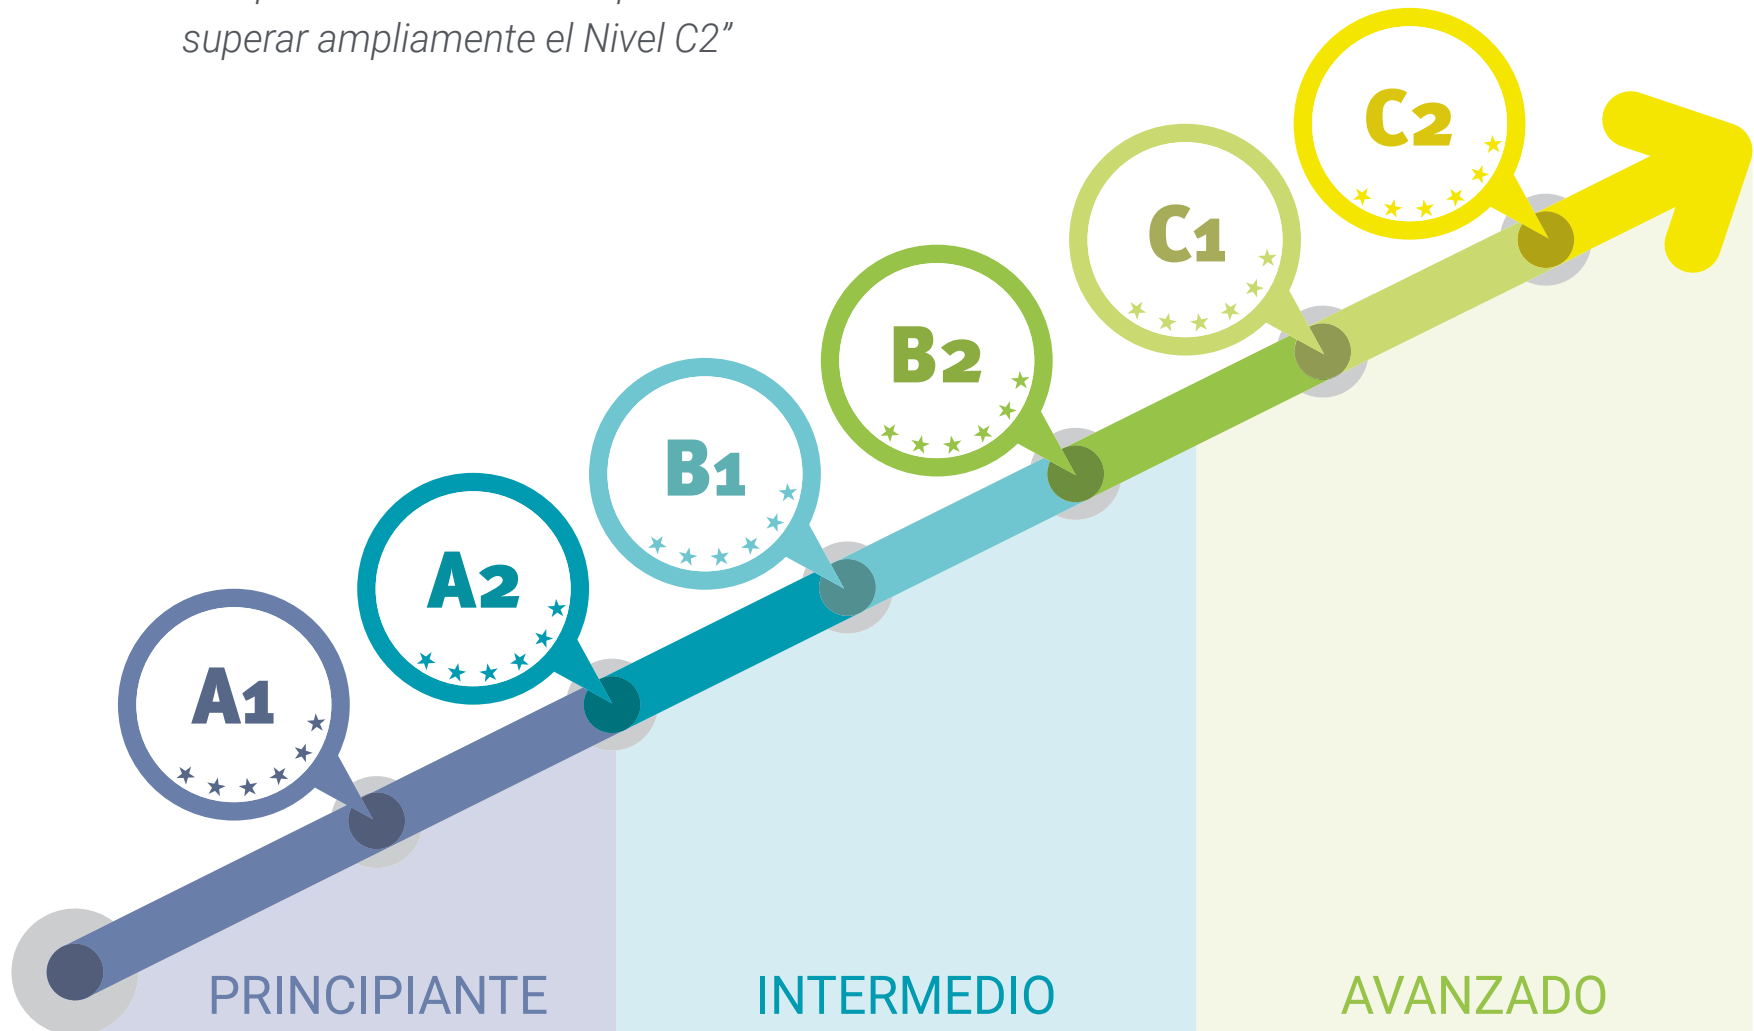 superar ampliamente el Nivel C2”
C2
C1
B2
B1
A2
A1
PRINCIPIANTE
INTERMEDIO
AVANZADO